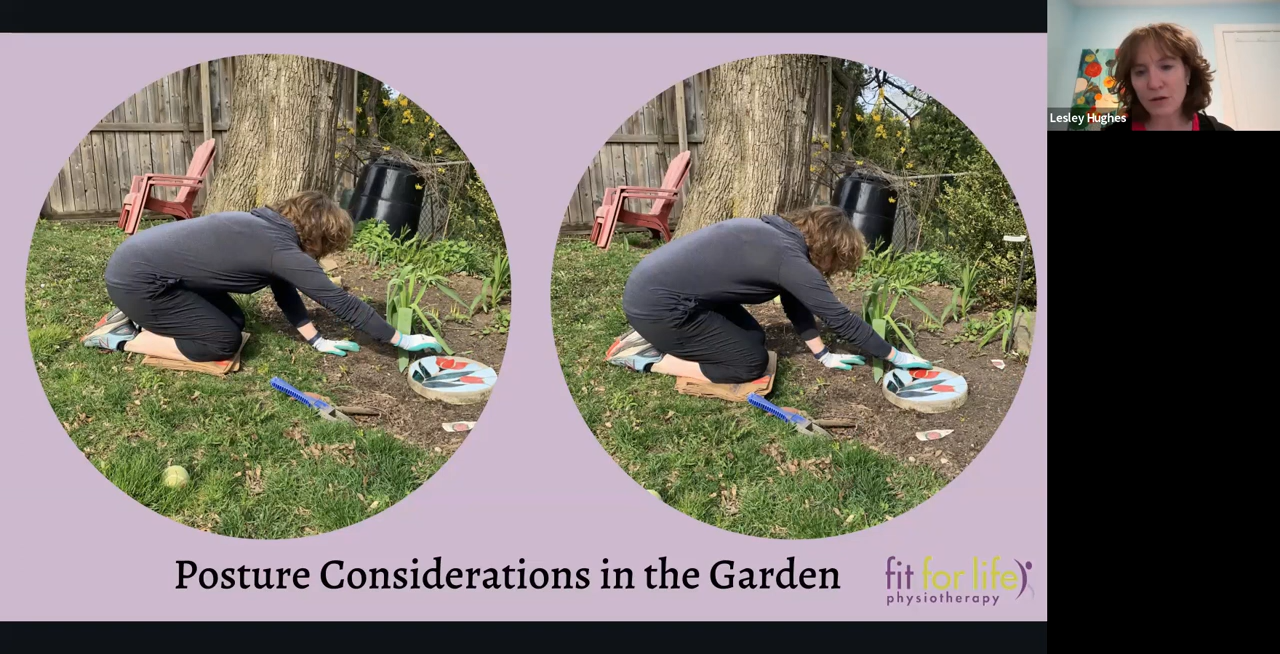 Lesley Hughes
Posture Considerations in the Garden
fit for life
physiotherapy